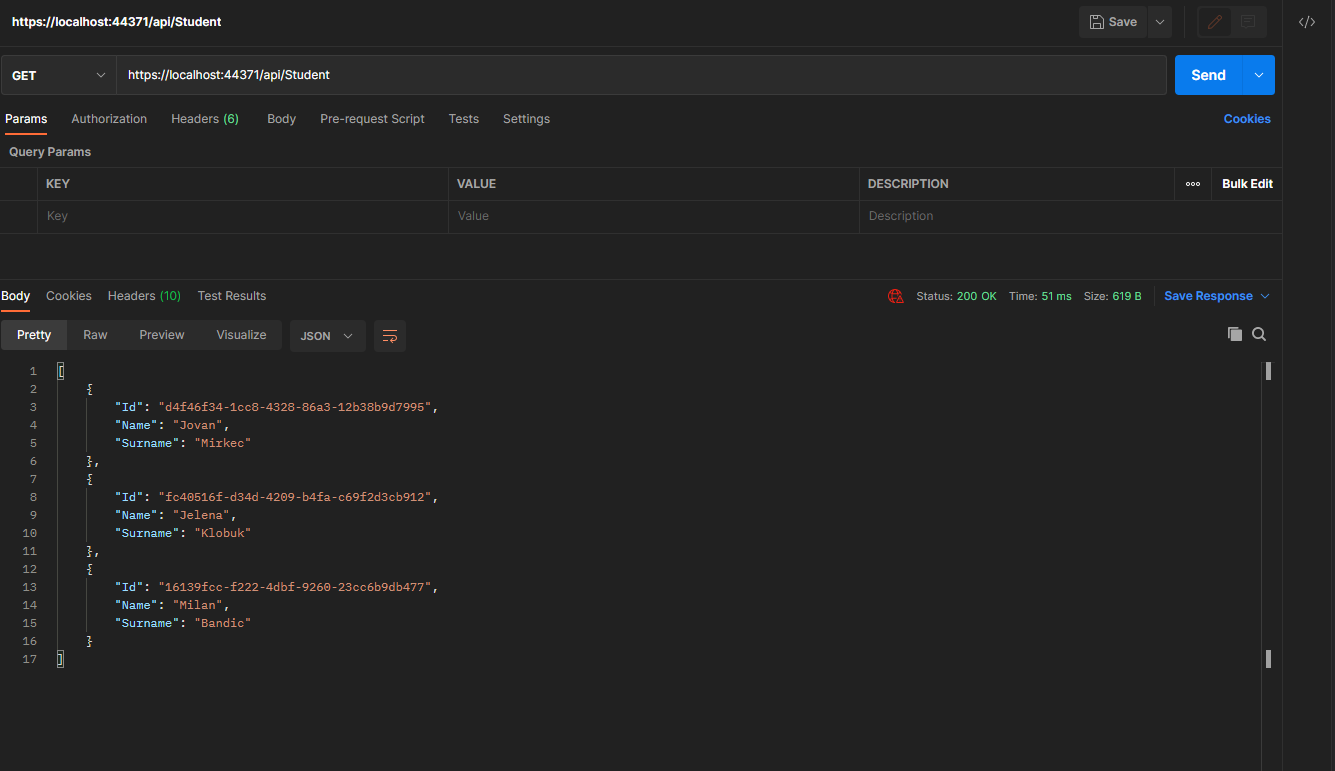 https://localhost:44371/api/Student
Save
GET
https://localhost:44371/api/Student
Send
Params Authorization Headers (6) Body Pre-request Script Tests Settings Cookies
Query Params
KEY VALUE DESCRIPTION Bulk Edit
Key Value Description
Body Cookies Headers (10) Test Results Status: 200 OK Time: 51 ms Size: 619 B Save Response
Pretty Raw Preview Visualize JSON
1 [
2 {
3 "Id": "d4f46f34-1cc8-4328-86a3-12b38b9d7995",
4 "Name": "Jovan",
5 "Surname": "Mirkec"
6 },
7 {
8 "Id": "fc40516f-d34d-4209-b4fa-c69f2d3cb912",
9 "Name": "Jelena",
10 "Surname": "Klobuk"
11 },
12 {
13 "Id": "16139fcc-f222-4dbf-9260-23cc6b9db477",
14 "Name": "Milan",
15 "Surname": "Bandic"
16 }
17 ]